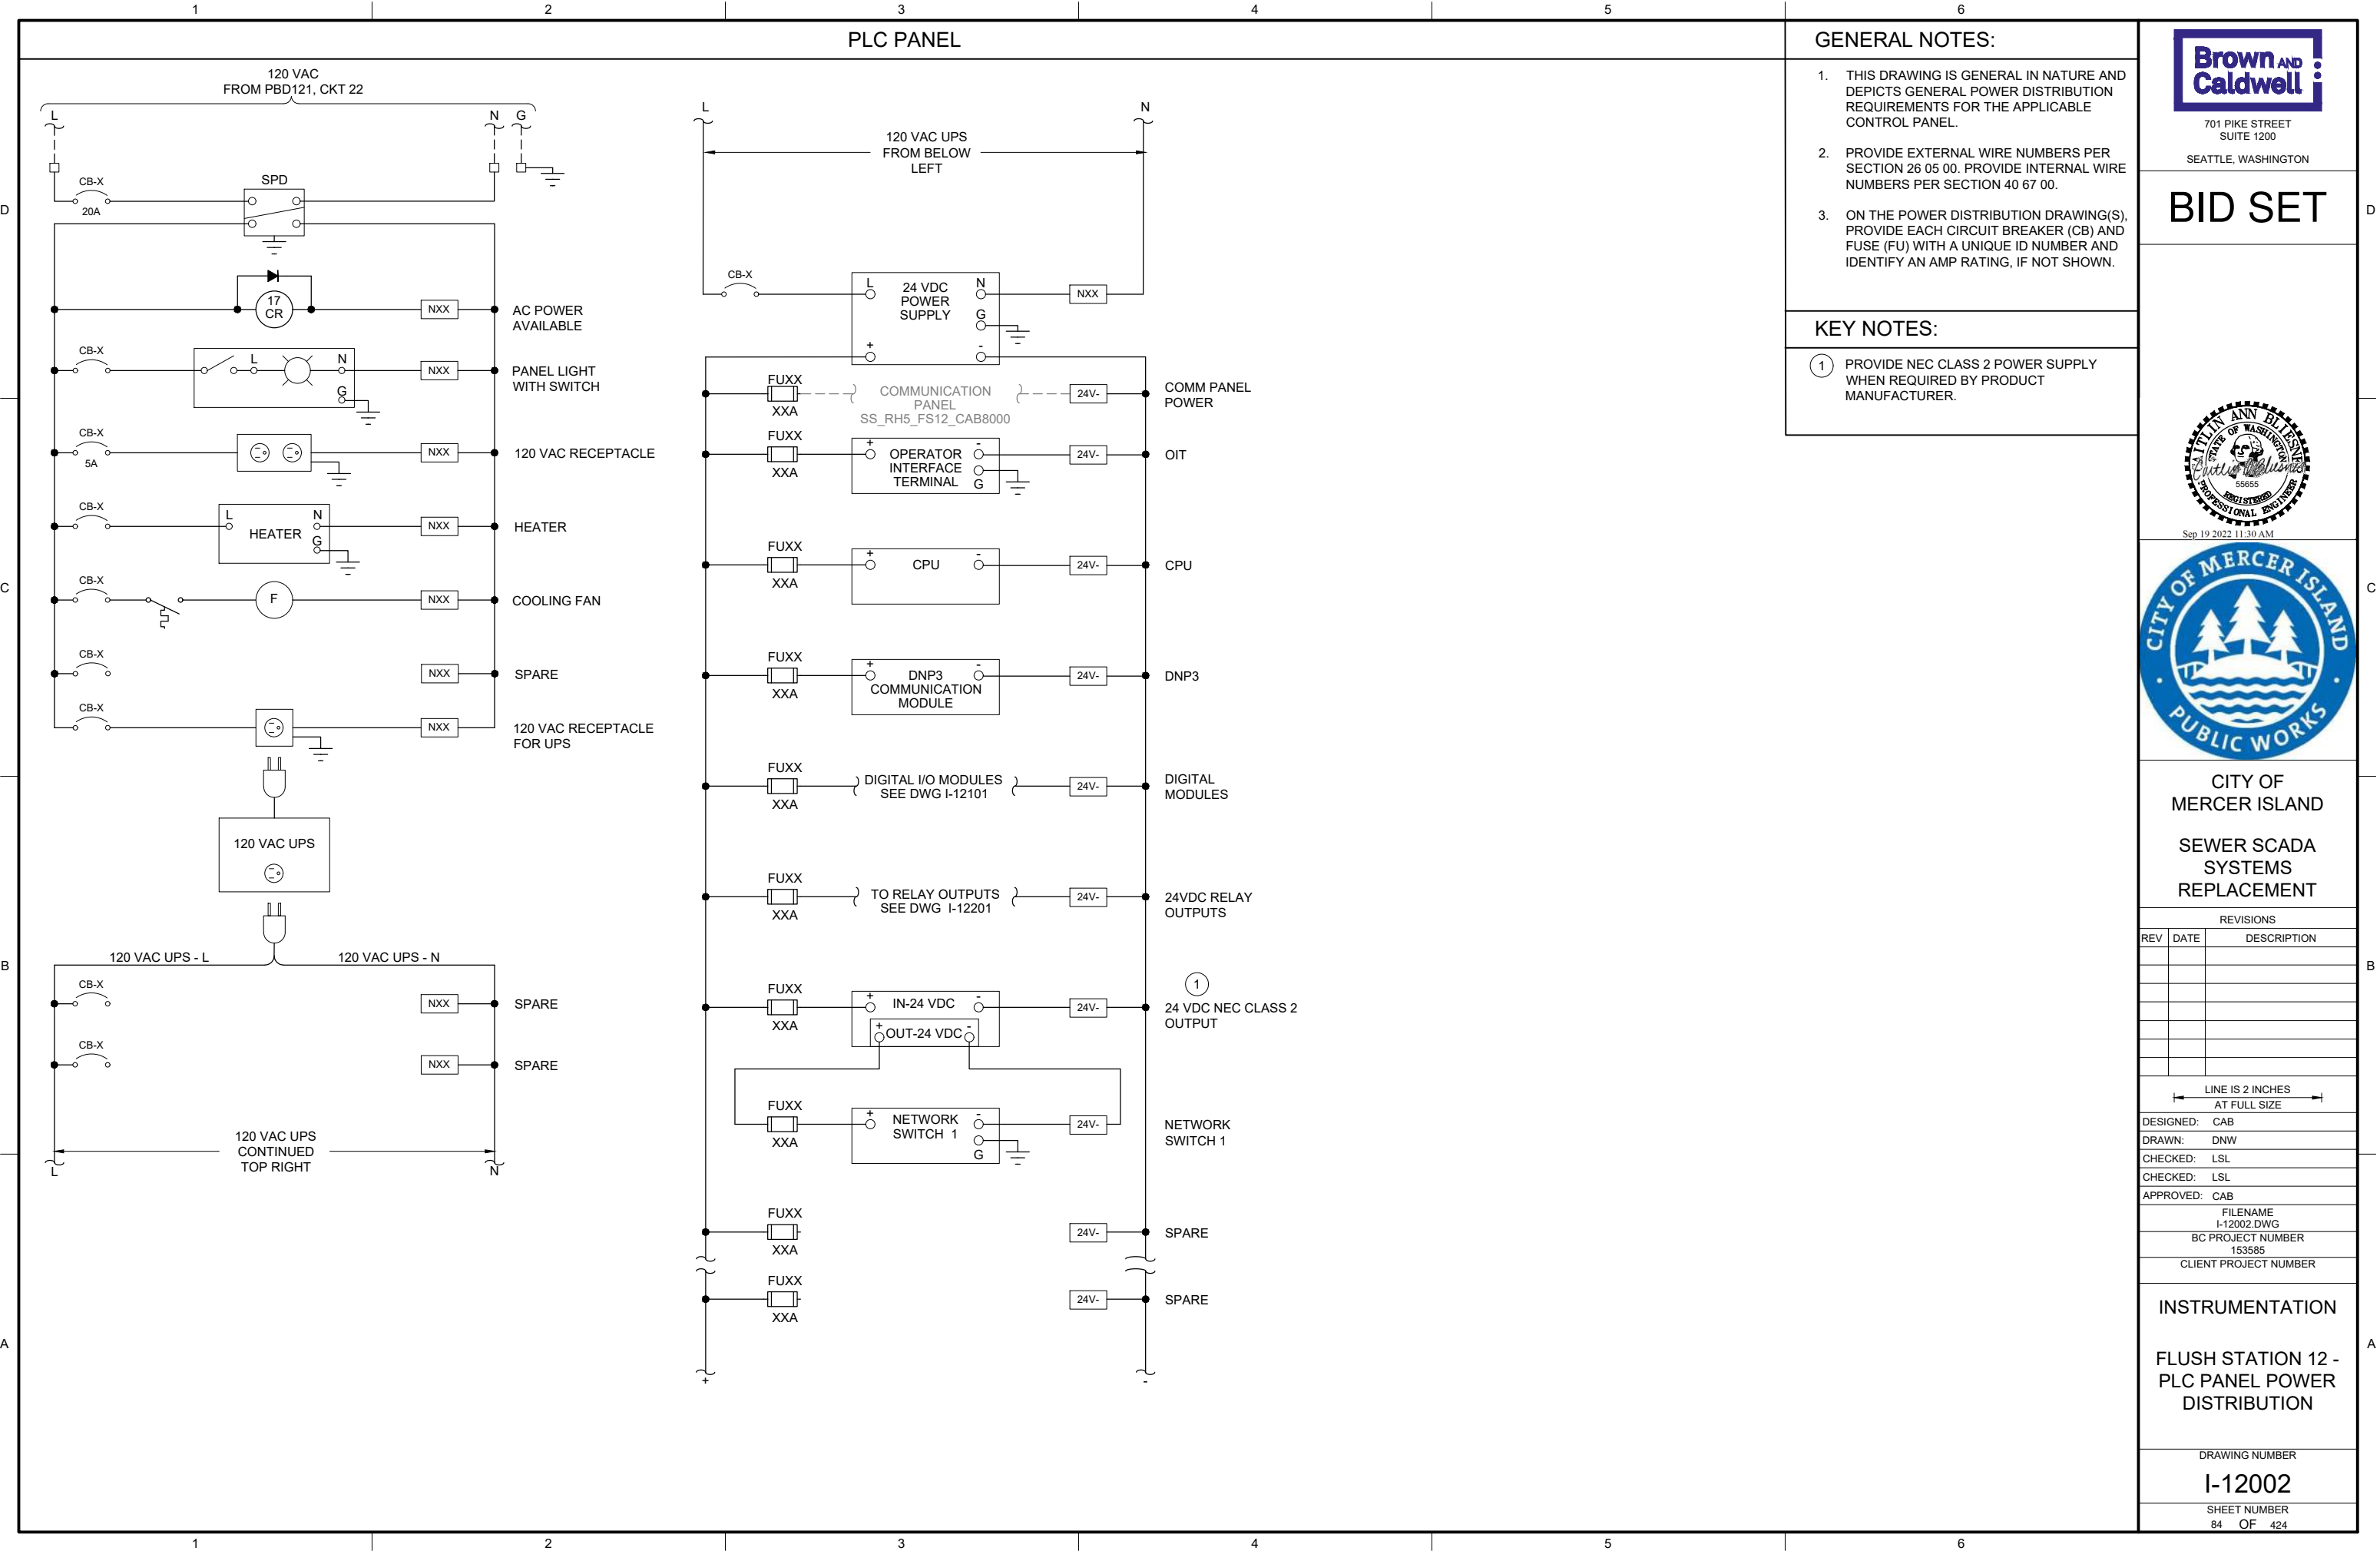 1 2 3 4 5 6
PLC PANEL
120 VAC
FROM PBD121, CKT 22
L
N G
CB-X
20A
SPD
17
CR
NXX
AC POWER
AVAILABLE
CB-X
L
N
G
NXX
PANEL LIGHT
WITH SWITCH
CB-X
5A
NXX
120 VAC RECEPTACLE
CB-X
L
N
HEATER
G
NXX
HEATER
CB-X
F
NXX
COOLING FAN
CB-X
NXX
SPARE
CB-X
NXX
120 VAC RECEPTACLE
FOR UPS
120 VAC UPS
120 VAC UPS - L
120 VAC UPS - N
CB-X
NXX
SPARE
CB-X
NXX
SPARE
120 VAC UPS
CONTINUED
TOP RIGHT
L
N
L
N
120 VAC UPS
FROM BELOW
LEFT
CB-X
L
N
24 VDC
POWER
SUPPLY
G
+
-
NXX
FUXX
XXA
COMMUNICATION
PANEL
SS_RH5_FS12_CAB8000
24V-
COMM PANEL
POWER
FUXX
XXA
+
-
OPERATOR
INTERFACE
TERMINAL
G
24V-
OIT
FUXX
XXA
+
-
CPU
24V-
CPU
FUXX
XXA
+
-
DNP3
COMMUNICATION
MODULE
24V-
DNP3
FUXX
XXA
DIGITAL I/O MODULES
SEE DWG I-12101
24V-
DIGITAL
MODULES
FUXX
XXA
TO RELAY OUTPUTS
SEE DWG I-12201
24V-
24VDC RELAY
OUTPUTS
FUXX
XXA
+
-
IN-24 VDC
+
-
OUT-24 VDC
24V-
1
24 VDC NEC CLASS 2
OUTPUT
FUXX
XXA
+
-
NETWORK
SWITCH 1
G
24V-
NETWORK
SWITCH 1
FUXX
XXA
24V-
SPARE
FUXX
XXA
24V-
SPARE
+
-
GENERAL NOTES:
1. THIS DRAWING IS GENERAL IN NATURE AND
DEPICTS GENERAL POWER DISTRIBUTION
REQUIREMENTS FOR THE APPLICABLE
CONTROL PANEL.
2. PROVIDE EXTERNAL WIRE NUMBERS PER
SECTION 26 05 00. PROVIDE INTERNAL WIRE
NUMBERS PER SECTION 40 67 00.
3. ON THE POWER DISTRIBUTION DRAWING(S),
PROVIDE EACH CIRCUIT BREAKER (CB) AND
FUSE (FU) WITH A UNIQUE ID NUMBER AND
IDENTIFY AN AMP RATING, IF NOT SHOWN.
KEY NOTES:
1 PROVIDE NEC CLASS 2 POWER SUPPLY
WHEN REQUIRED BY PRODUCT
MANUFACTURER.
Brown AND
Caldwell
701 PIKE STREET
SUITE 1200
SEATTLE, WASHINGTON
BID SET
STATE OF WASHINGTON
55655
REGISTERED
PROFESSIONAL ENGINEER
Sep 19 2022 11:30 AM
CITY OF MERCER ISLAND
PUBLIC WORKS
CITY OF
MERCER ISLAND
SEWER SCADA
SYSTEMS
REPLACEMENT
REVISIONS
REV DATE DESCRIPTION
LINE IS 2 INCHES
AT FULL SIZE
DESIGNED: CAB
DRAWN: DNW
CHECKED: LSL
CHECKED: LSL
APPROVED: CAB
FILENAME
I-12002.DWG
BC PROJECT NUMBER
153585
CLIENT PROJECT NUMBER
INSTRUMENTATION
FLUSH STATION 12 -
PLC PANEL POWER
DISTRIBUTION
DRAWING NUMBER
I-12002
SHEET NUMBER
84 OF 424
D
C
B
A
D
C
B
A
1 2 3 4 5 6